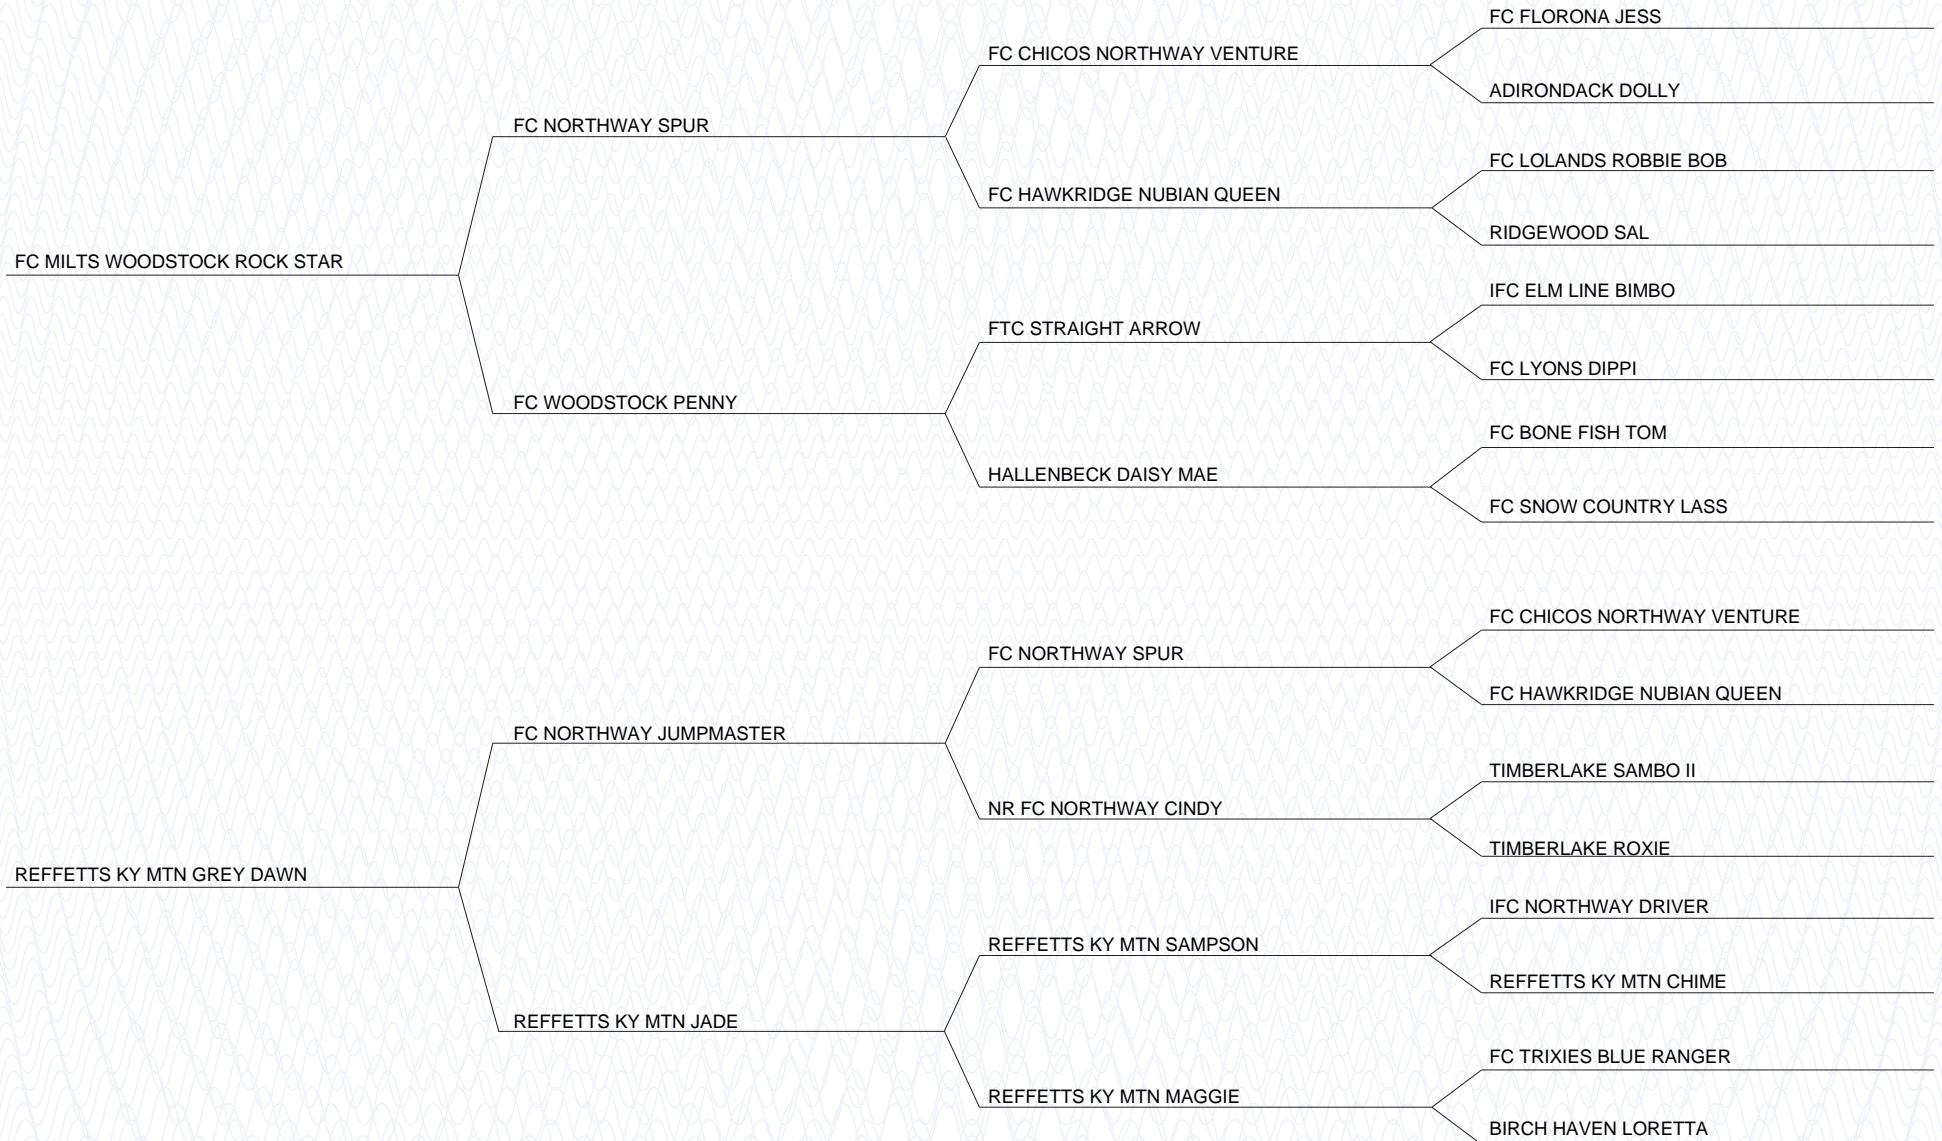 FC FLORONA JESS
FC CHICOS NORTHWAY VENTURE
ADIRONDACK DOLLY
FC NORTHWAY SPUR
FC LOLANDS ROBBIE BOB
FC HAWKRIDGE NUBIAN QUEEN
RIDGEWOOD SAL
FC MILTS WOODSTOCK ROCK STAR
IFC ELM LINE BIMBO
FTC STRAIGHT ARROW
FC LYONS DIPPI
FC WOODSTOCK PENNY
FC BONE FISH TOM
HALLENBECK DAISY MAE
FC SNOW COUNTRY LASS
FC CHICOS NORTHWAY VENTURE
FC NORTHWAY SPUR
FC HAWKRIDGE NUBIAN QUEEN
FC NORTHWAY JUMPMASTER
TIMBERLAKE SAMBO II
NR FC NORTHWAY CINDY
TIMBERLAKE ROXIE
REFFETTS KY MTN GREY DAWN
IFC NORTHWAY DRIVER
REFFETTS KY MTN SAMPSON
REFFETTS KY MTN CHIME
REFFETTS KY MTN JADE
FC TRIXIES BLUE RANGER
REFFETTS KY MTN MAGGIE
BIRCH HAVEN LORETTA